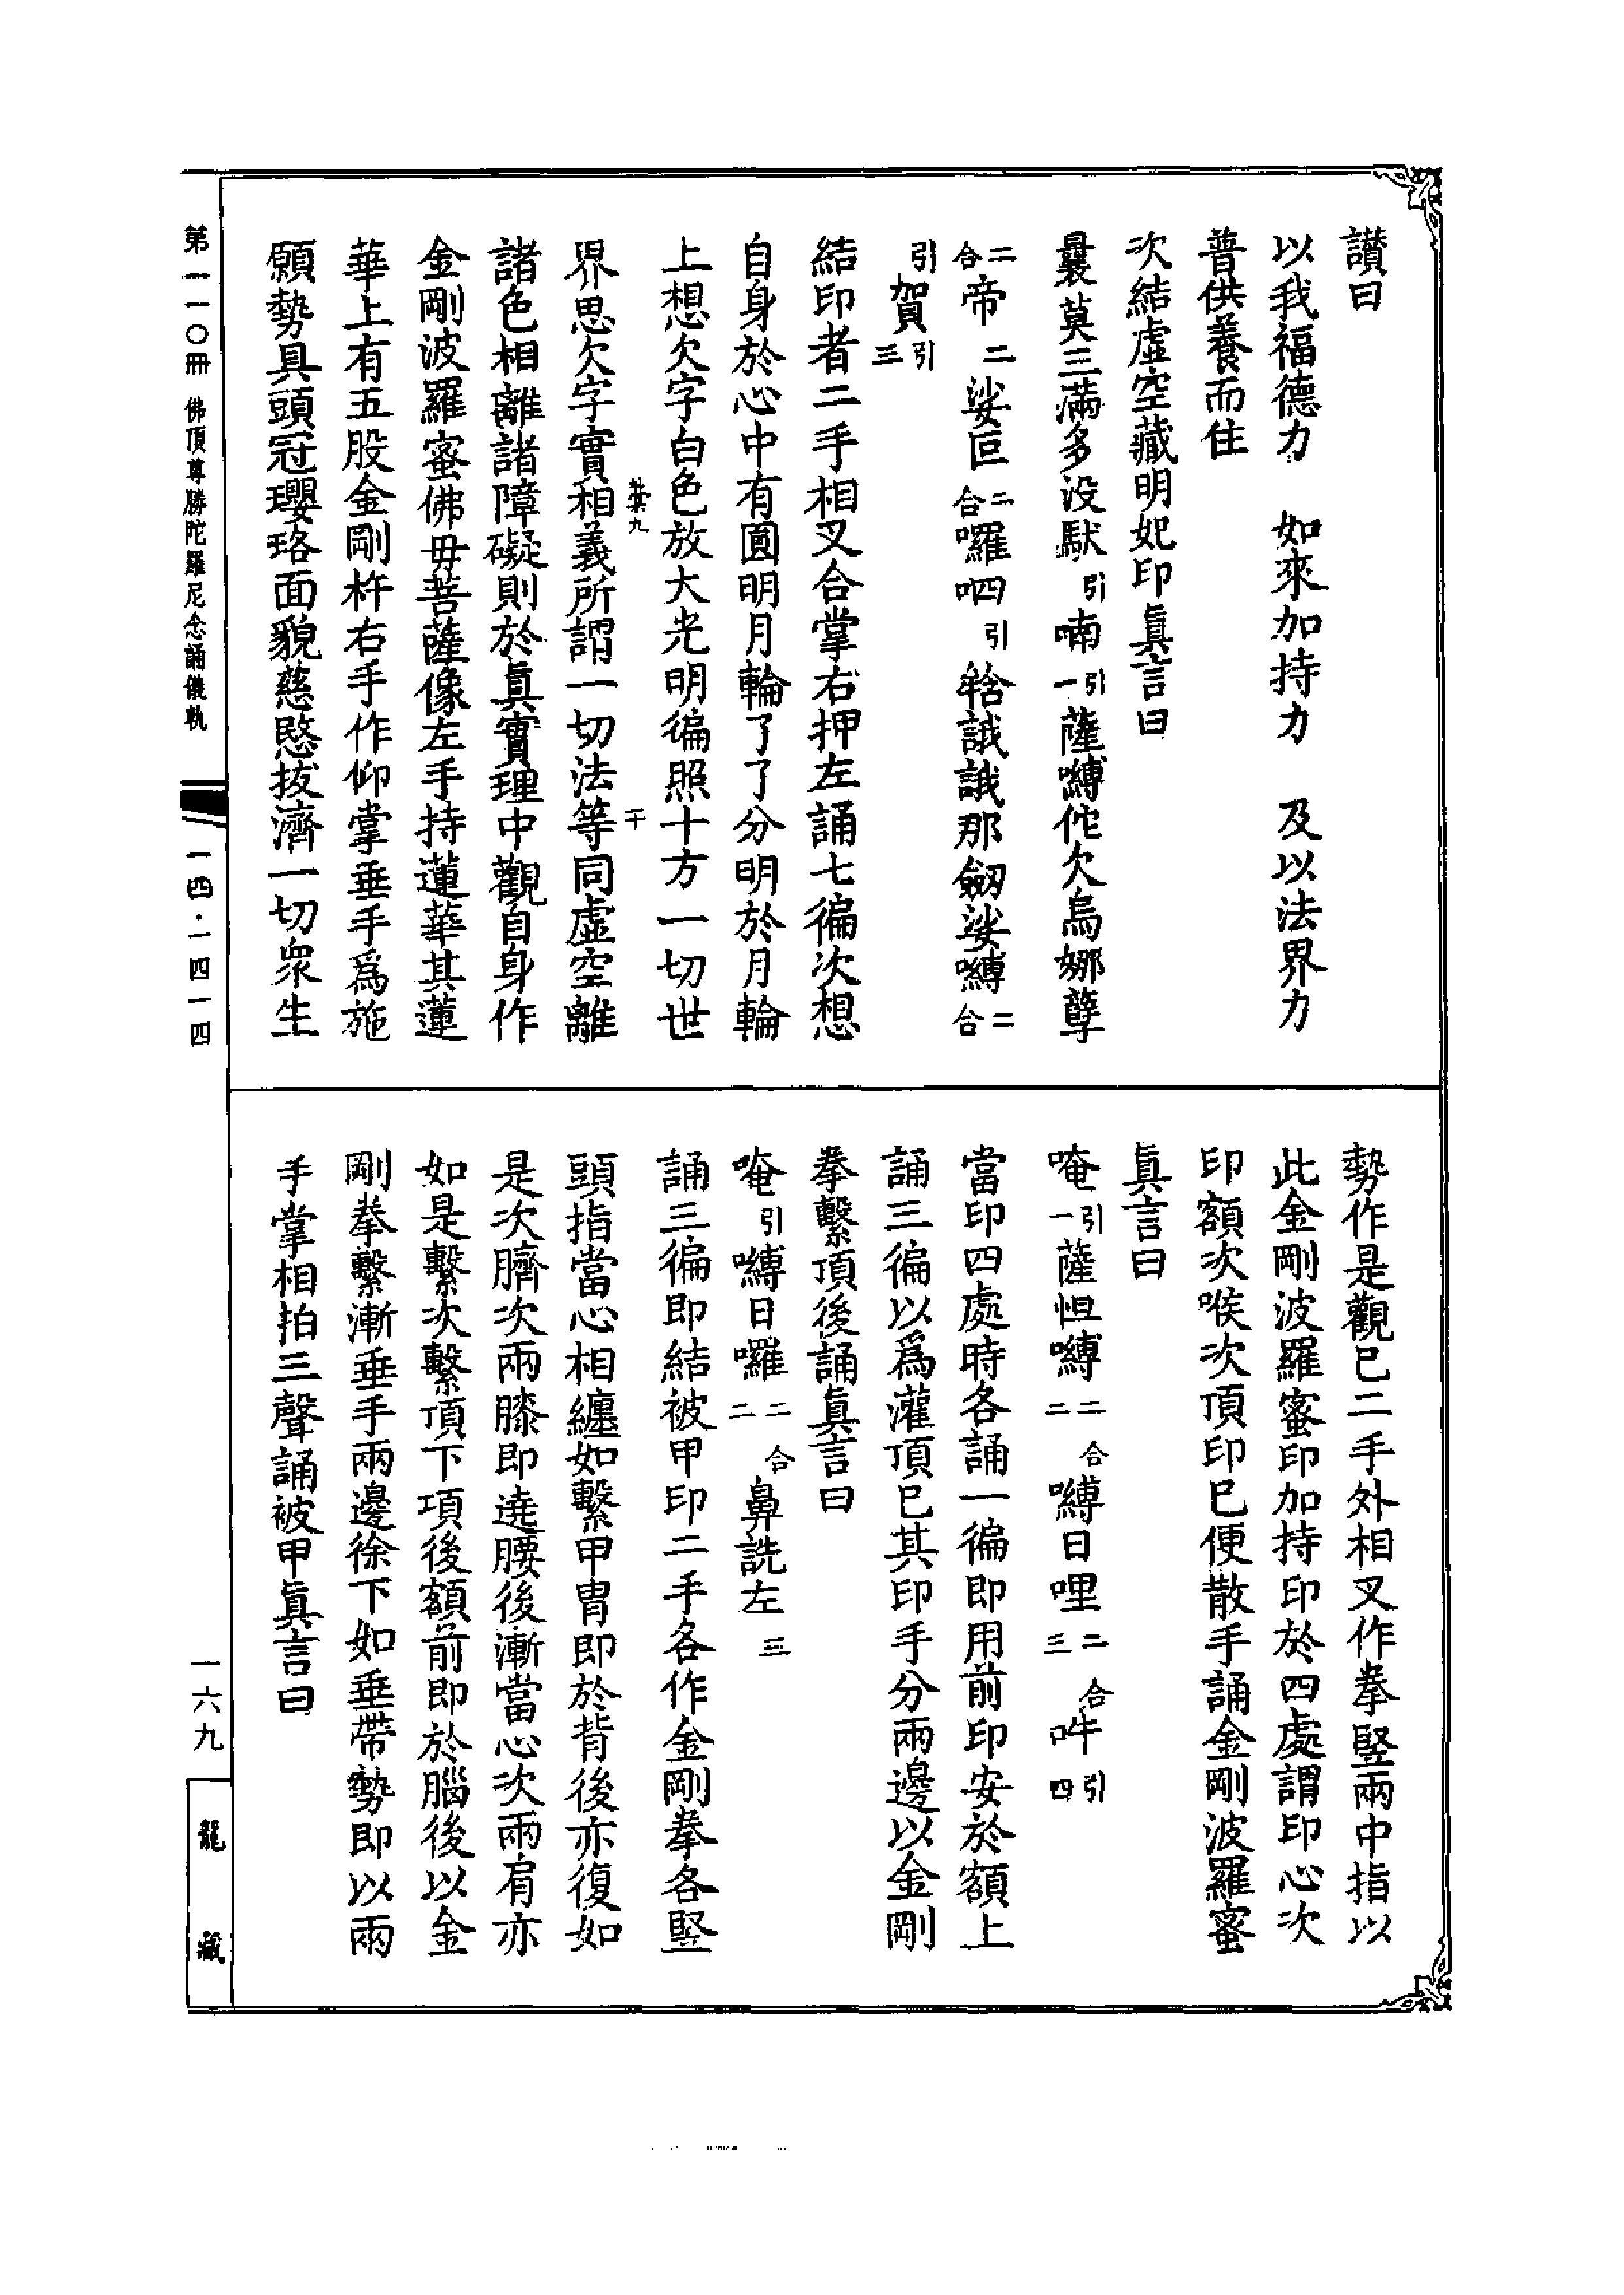 讃曰
以我福德力　如來加持力　及以法界力
普供養而住
次結虛空藏明妃印眞言曰
曩莫三滿多没馱引喃引一薩嚩佗欠烏娜孽
二合帝二娑叵二合囉呬引𤚥誐誐那劒娑嚩二合
引賀引三
結印者二手相叉合掌右押左誦七徧次想
自身於心中有圓明月輪了了分明於月輪
上想欠字白色放大光明徧照十方一切世
界思欠字實相義所謂一切法等同虛空離
諸色相離諸障礙則於眞實理中觀自身作
金剛波羅蜜佛毋菩薩像左手持蓮華其蓮
華上有五股金剛杵右手作仰掌垂手爲施
願勢具頭冠瓔珞面貌慈愍拔濟一切衆生
勢作是觀已二手外相叉作拳竪兩中指以
此金剛波羅蜜印加持印於四處謂印心次
印額次喉次頂印已便散手誦金剛波羅蜜
眞言曰
唵引一薩怛嚩二合二嚩日哩二合三吽引四
當印四處時各誦一徧即用前印安於額上
誦三徧以爲灌頂已其印手分兩邊以金剛
拳繫頂後誦眞言曰
唵引嚩日囉二合二鼻詵左三
誦三徧即結被甲印二手各作金剛拳各竪
頭指當心相纏如繫甲冑即於背後亦復如
是次臍次兩膝即遶腰後漸當心次兩肩亦
如是繫次繫頂下項後額前即於腦後以金
剛拳繫漸垂手兩邊徐下如垂帶勢即以兩
手掌相拍三聲誦被甲眞言曰
第一一〇冊　佛頂尊勝陀羅尼念誦儀軌
一四·一四一四
一六九
龍藏